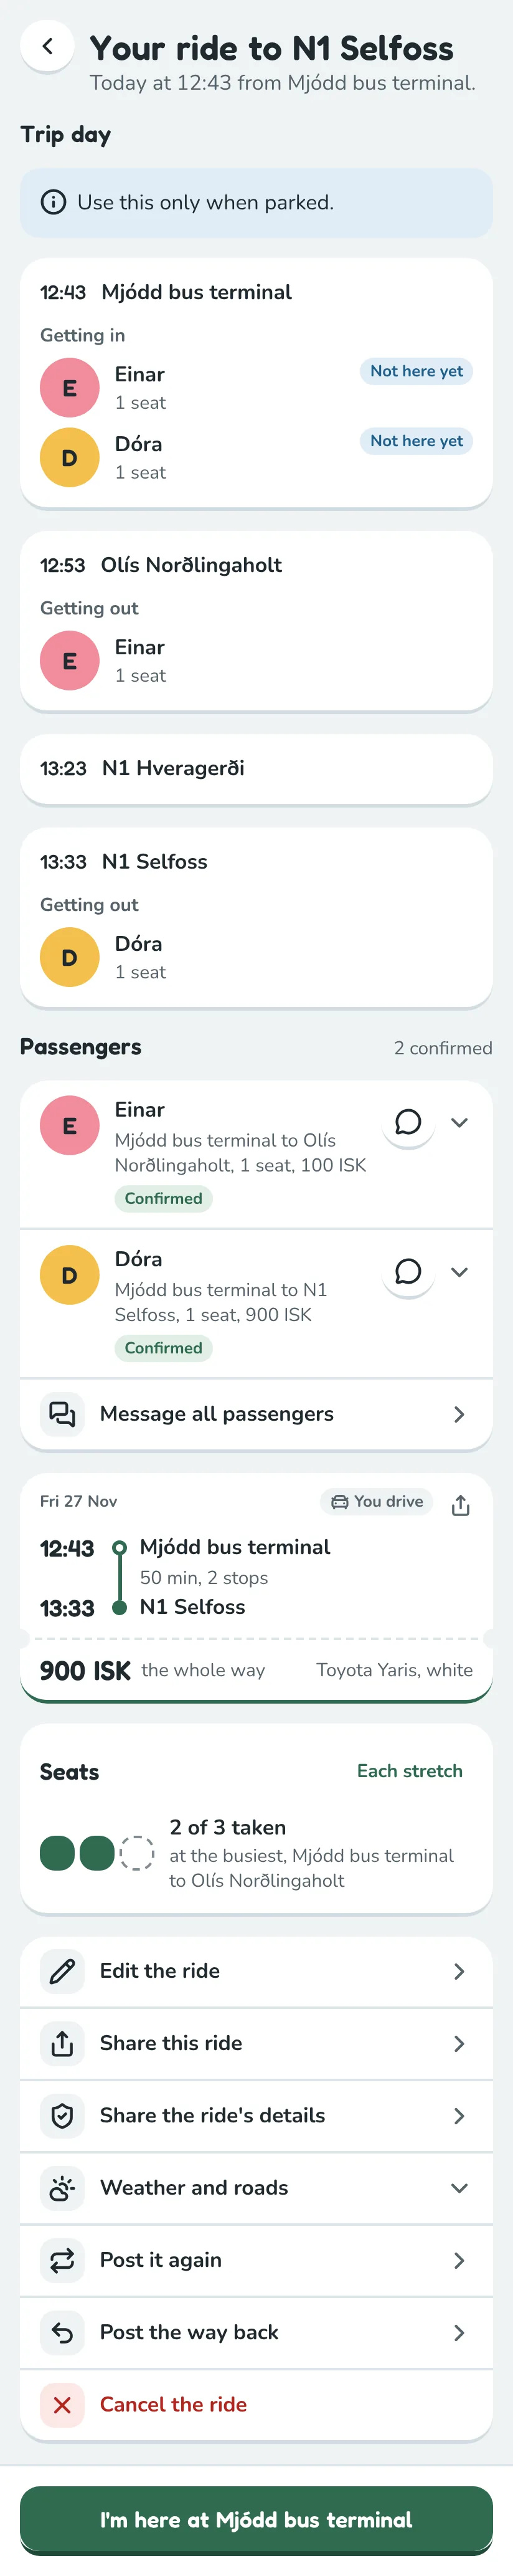 Your ride to N1 Selfoss
Today at 12:43 from Mjódd bus terminal.
Trip day
Use this only when parked.
12:43 Mjódd bus terminal
Getting in
E
Einar
1 seat
Not here yet
D
Dóra
1 seat
Not here yet
12:53 Olís Norðlingaholt
Getting out
E
Einar
1 seat
13:23 N1 Hveragerði
13:33 N1 Selfoss
Getting out
D
Dóra
1 seat
Passengers
2 confirmed
E
Einar
Mjódd bus terminal to Olís
Norðlingaholt, 1 seat, 100 ISK
Confirmed
D
Dóra
Mjódd bus terminal to N1
Selfoss, 1 seat, 900 ISK
Confirmed
Message all passengers
Fri 27 Nov
You drive
12:43 Mjódd bus terminal
50 min, 2 stops
13:33 N1 Selfoss
900 ISK the whole way
Toyota Yaris, white
Seats
Each stretch
2 of 3 taken
at the busiest, Mjódd bus terminal
to Olís Norðlingaholt
Edit the ride
Share this ride
Share the ride's details
Weather and roads
Post it again
Post the way back
Cancel the ride
I'm here at Mjódd bus terminal